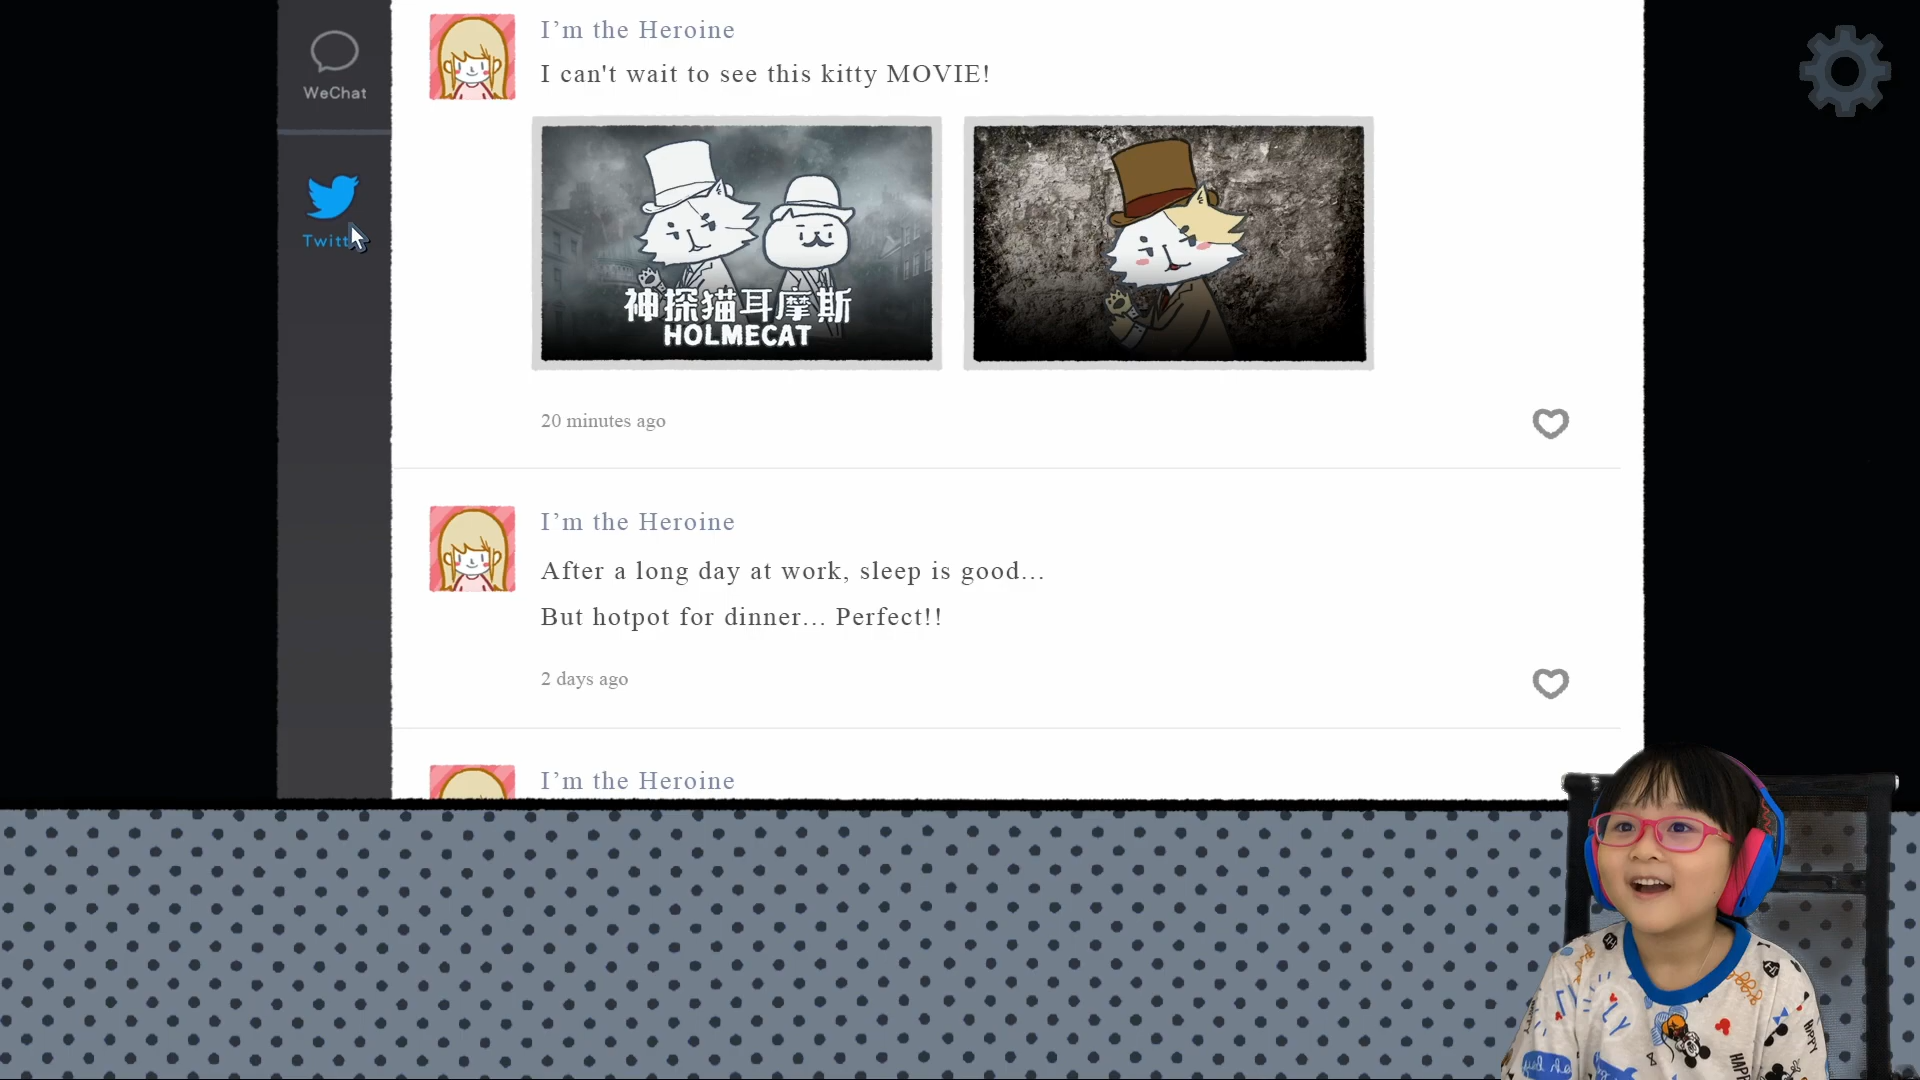 WeChat
Twitt
I’m the Heroine
I can't wait to see this kitty MOVIE!
神探猫耳摩斯
HOLMECAT
20 minutes ago
I’m the Heroine
After a long day at work, sleep is good...
But hotpot for dinner... Perfect!!
2 days ago
I’m the Heroine
HAPPY